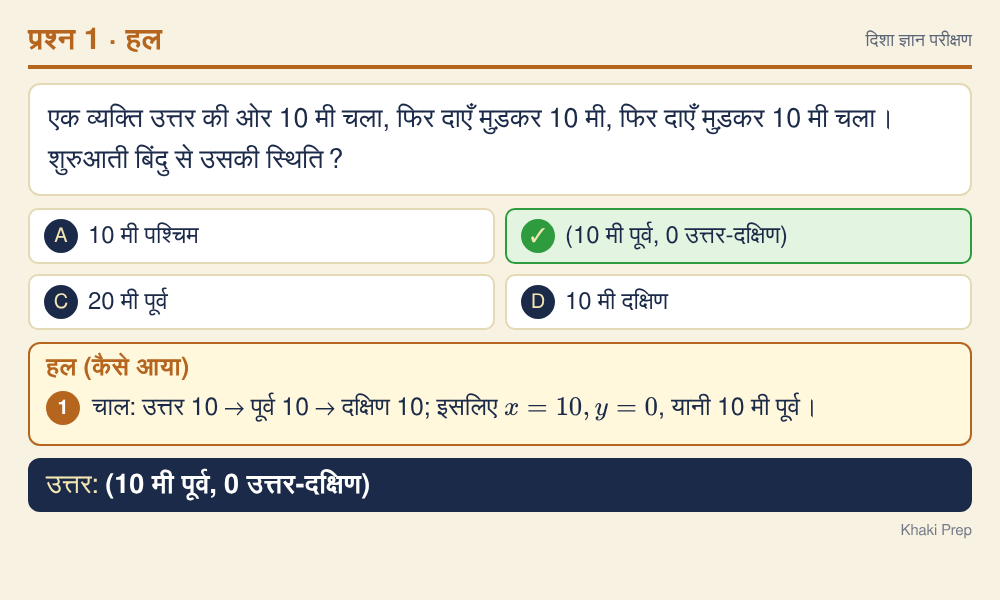 प्रश्न 1 · हल
दिशा ज्ञान परीक्षण
एक व्यक्ति उत्तर की ओर 10 मी चला, फिर दाएँ मुड़कर 10 मी, फिर दाएँ मुड़कर 10 मी चला।
शुरुआती बिंदु से उसकी स्थिति?
A 10 मी पश्चिम
✓ (10 मी पूर्व, 0 उत्तर-दक्षिण)
C 20 मी पूर्व
D 10 मी दक्षिण
हल (कैसे आया)
1 चाल: उत्तर 10 → पूर्व 10 → दक्षिण 10; इसलिए x = 10, y = 0, यानी 10 मी पूर्व।
उत्तर: (10 मी पूर्व, 0 उत्तर-दक्षिण)
Khaki Prep